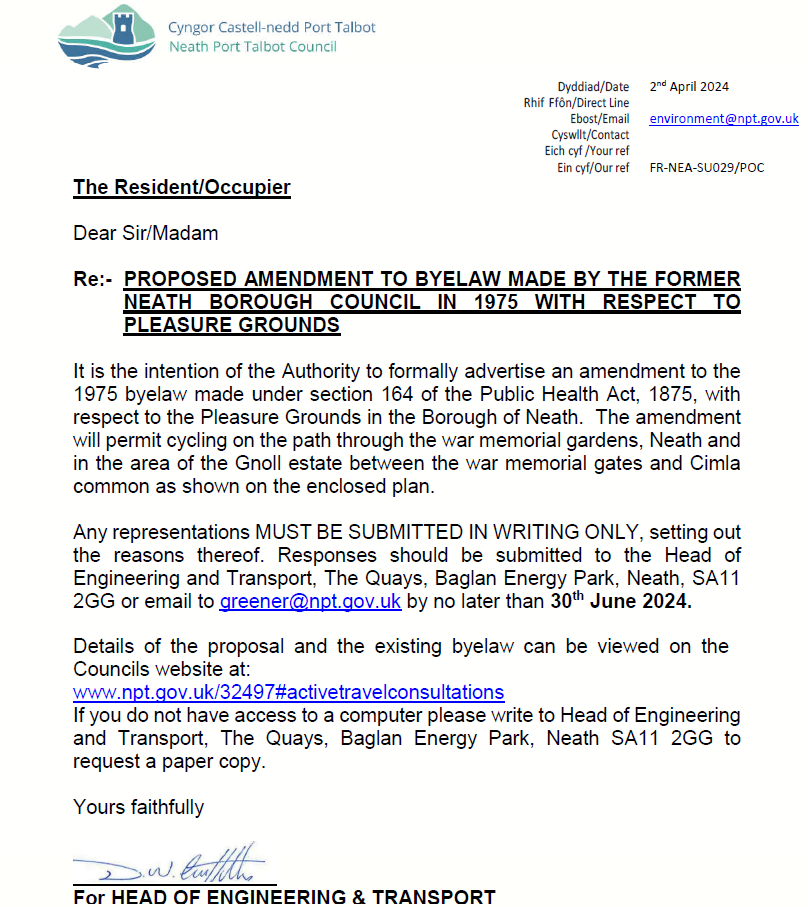 Cyngor Castell-nedd Port Talbot
Neath Port Talbot Council
Dyddiad/Date 2nd April 2024
Rhif Ffôn/Direct Line
Ebost/Email environment@npt.gov.uk
Cyswllt/Contact
Eich cyf /Your ref
Ein cyf/Our ref FR-NEA-SU029/POC
The Resident/Occupier
Dear Sir/Madam
Re:- PROPOSED AMENDMENT TO BYELAW MADE BY THE FORMER
NEATH BOROUGH COUNCIL IN 1975 WITH RESPECT TO
PLEASURE GROUNDS
It is the intention of the Authority to formally advertise an amendment to the
1975 byelaw made under section 164 of the Public Health Act, 1875, with
respect to the Pleasure Grounds in the Borough of Neath. The amendment
will permit cycling on the path through the war memorial gardens, Neath and
in the area of the Gnoll estate between the war memorial gates and Cimla
common as shown on the enclosed plan.
Any representations MUST BE SUBMITTED IN WRITING ONLY, setting out
the reasons thereof. Responses should be submitted to the Head of
Engineering and Transport, The Quays, Baglan Energy Park, Neath, SA11
2GG or email to greener@npt.gov.uk by no later than 30th June 2024.
Details of the proposal and the existing byelaw can be viewed on the
Councils website at:
www.npt.gov.uk/32497#activetravelconsultations
If you do not have access to a computer please write to Head of Engineering
and Transport, The Quays, Baglan Energy Park, Neath SA11 2GG to
request a paper copy.
Yours faithfully
D.W. Griffiths
For HEAD OF ENGINEERING & TRANSPORT